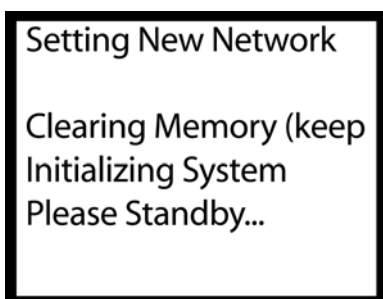 Setting New Network
Clearing Memory (keep
Initializing System
Please Standby...